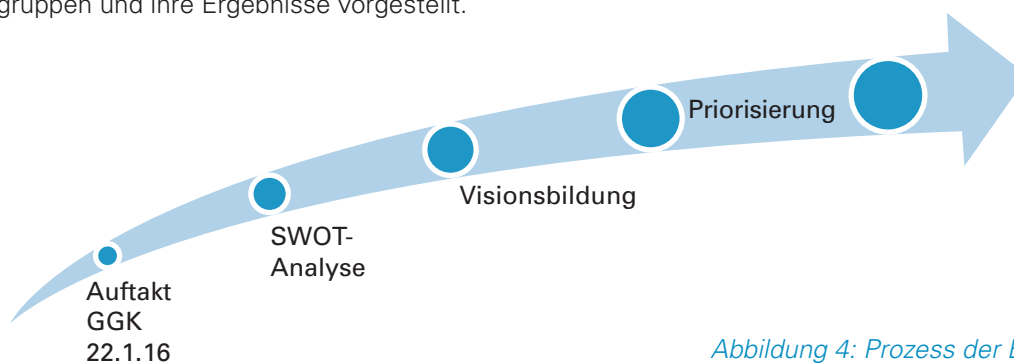 gruppen und ihre Ergebnisse vorgestellt.
Priorisierung
Visionsbildung
SWOT-
Analyse
Auftakt
GGK
22.1.16
Abbildung 4: Prozess der